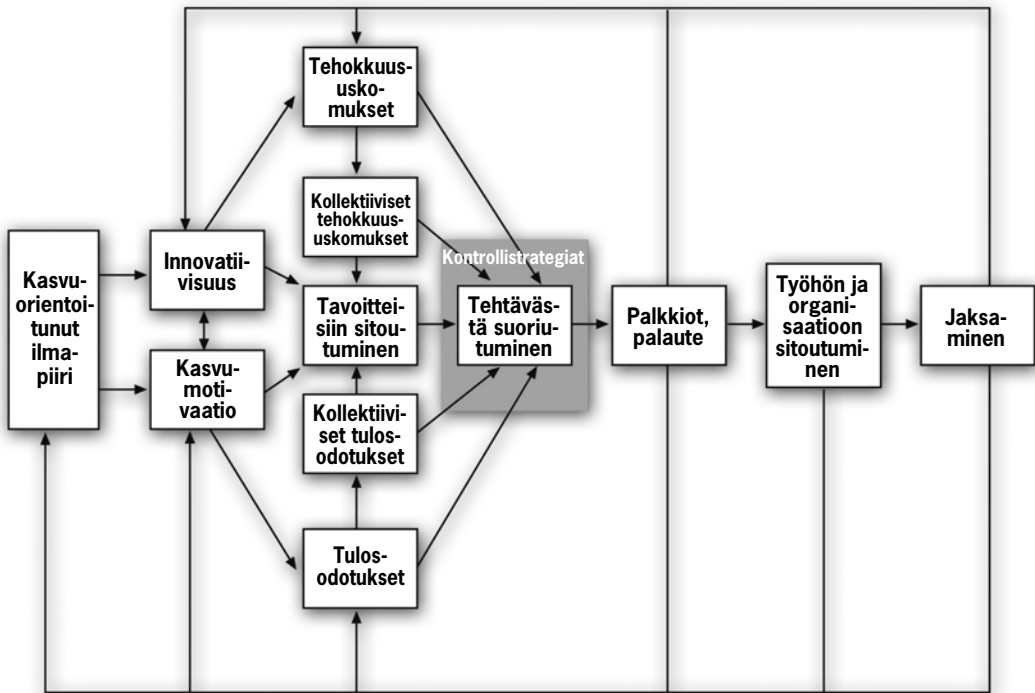 Tehokkuus-
usko-
mukset
Kollektiiviset
tehokkuus-
uskomukset
Kontrollistrategiat
Kasvu-
orientoi-
tunut
ilma-
piiri
Innovatii-
visuus
Tavoittei-
siin sitou-
tuminen
Tehtäväs-
tä suoriu-
tuminen
Palkkiot,
palaute
Työhön ja
organi-
saatioon
sitoutumi-
nen
Jaksa-
minen
Kasvu-
moti-
vaatio
Kollektiivi-
set tulos-
odotukset
Tulos-
odotukset